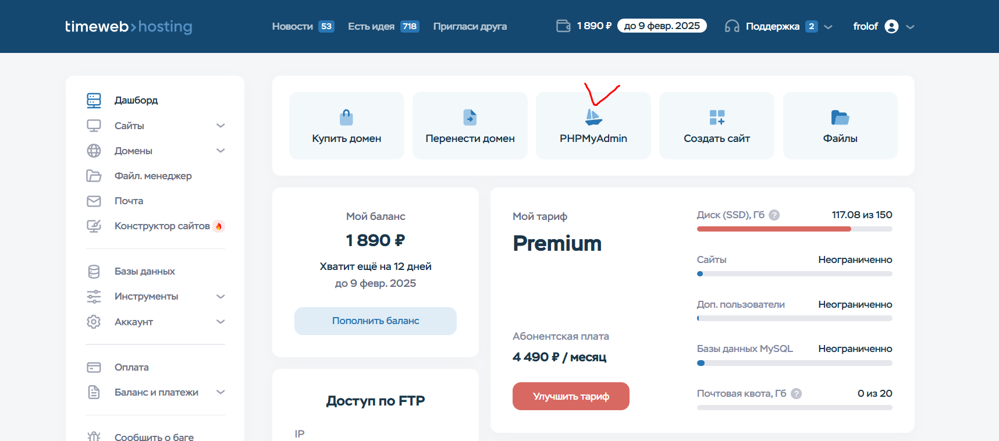 timeweb>hosting
Новости 53 Есть идея 718 Пригласи друга 1 890 ₽ до 9 февр. 2025 Поддержка 2 frolof
Дашборд
Сайты
Домены
Файл. менеджер
Почта
Конструктор сайтов
Базы данных
Инструменты
Аккаунт
Оплата
Баланс и платежи
Сообщить о баге
Купить домен
Перенести домен
PHPMyAdmin
Создать сайт
Файлы
Мой баланс
1 890 ₽
Хватит ещё на 12 дней
до 9 февр. 2025
Пополнить баланс
Доступ по FTP
IP
Мой тариф
Premium
Абонентская плата
4 490 ₽ / месяц
Улучшить тариф
Диск (SSD), Гб ? 117.08 из 150
Сайты Неограниченно
Доп. пользователи Неограниченно
Базы данных MySQL Неограниченно
Почтовая квота, Гб ? 0 из 20